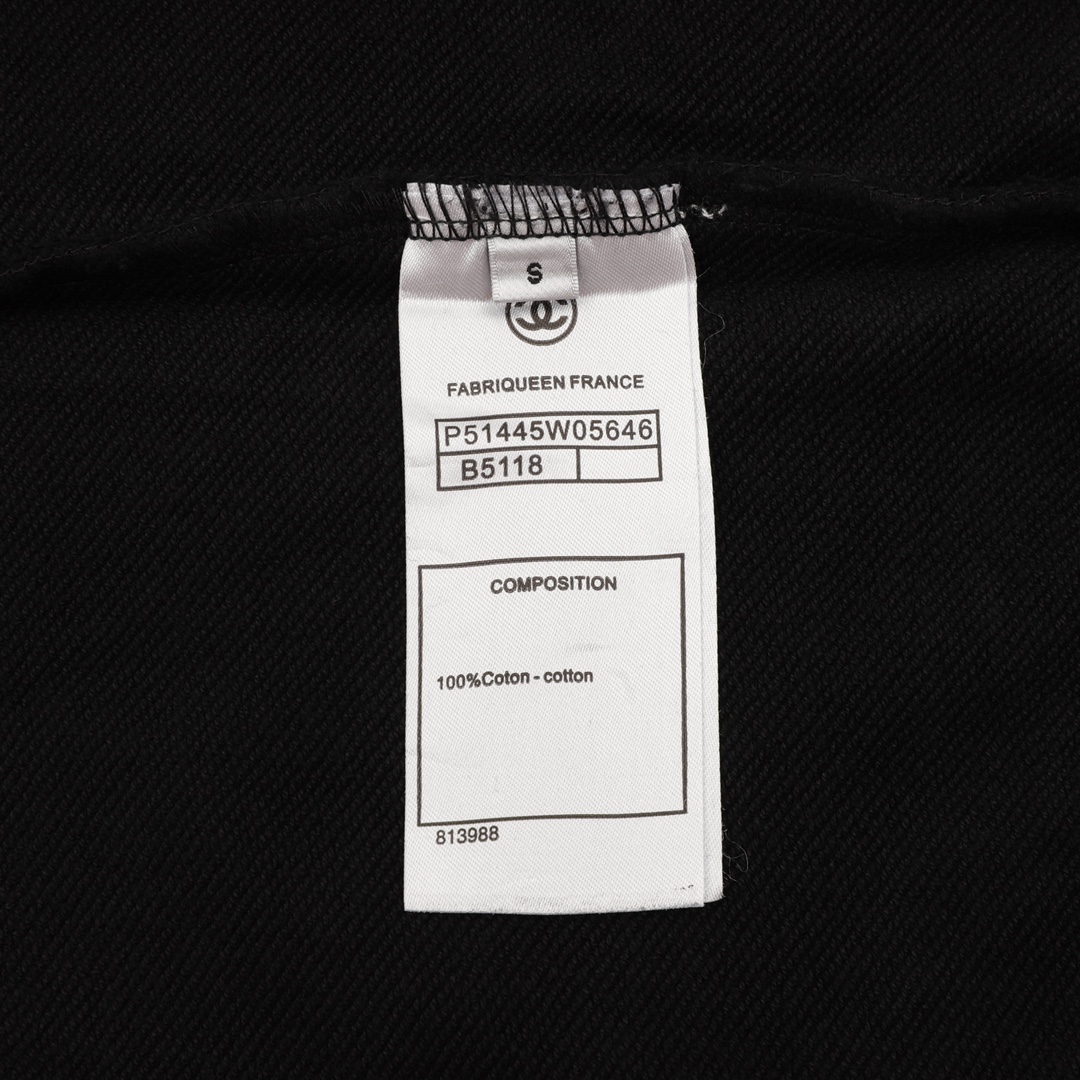 S
FABRIQUEEN FRANCE
P51445W05646
B5118
COMPOSITION
100%Coton - cotton
813988